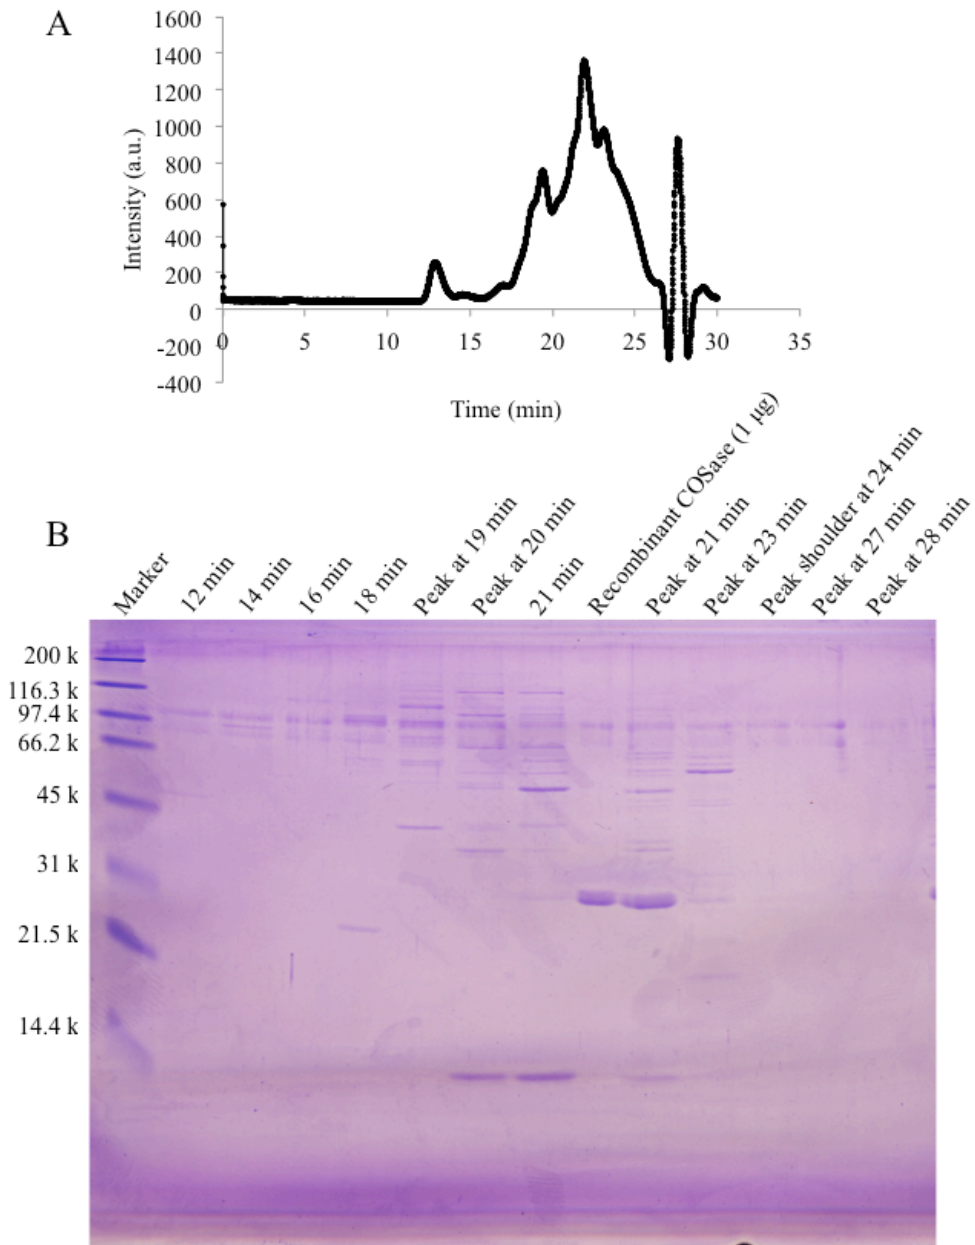 A
1600
1400
1200
1000
800
600
400
200
0
-200
-400
Intensity (a.u.)
0 5 10 15 20 25 30 35
Time (min)
B
Marker
12 min
14 min
16 min
18 min
Peak at 19 min
Peak at 20 min
21 min
Recombinant COSase (1 µg)
Peak at 21 min
Peak at 23 min
Peak shoulder at 24 min
Peak at 27 min
Peak at 28 min
200 k
116.3 k
97.4 k
66.2 k
45 k
31 k
21.5 k
14.4 k